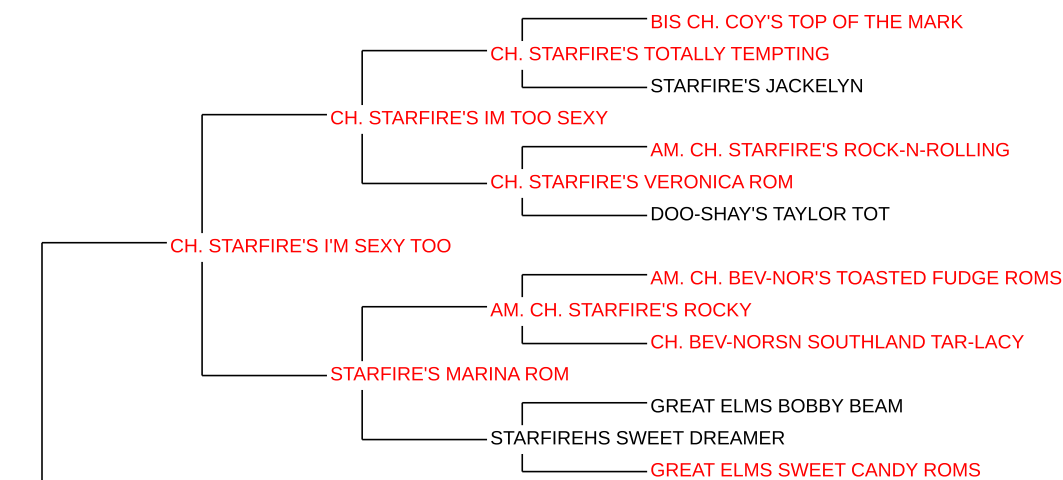 BIS CH. COY'S TOP OF THE MARK
CH. STARFIRE'S TOTALLY TEMPTING
STARFIRE'S JACKELYN
CH. STARFIRE'S IM TOO SEXY
AM. CH. STARFIRE'S ROCK-N-ROLLING
CH. STARFIRE'S VERONICA ROM
DOO-SHAY'S TAYLOR TOT
CH. STARFIRE'S I'M SEXY TOO
AM. CH. BEV-NOR'S TOASTED FUDGE ROMS
AM. CH. STARFIRE'S ROCKY
CH. BEV-NORSN SOUTHLAND TAR-LACY
STARFIRE'S MARINA ROM
GREAT ELMS BOBBY BEAM
STARFIREHS SWEET DREAMER
GREAT ELMS SWEET CANDY ROMS